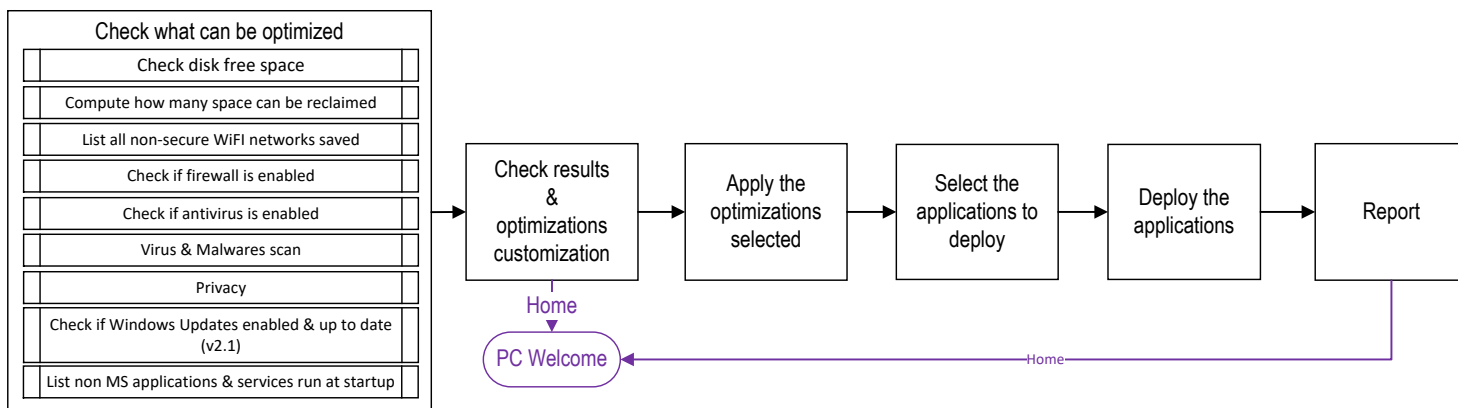 Check what can be optimized
Check disk free space
Compute how many space can be reclaimed
List all non-secure WiFI networks saved
Check if firewall is enabled
Check if antivirus is enabled
Virus & Malwares scan
Privacy
Check if Windows Updates enabled & up to date
(v2.1)
List non MS applications & services run at startup
Check results
&
optimizations
customization
Apply the
optimizations
selected
Select the
applications to
deploy
Deploy the
applications
Report
Home
PC Welcome
Home